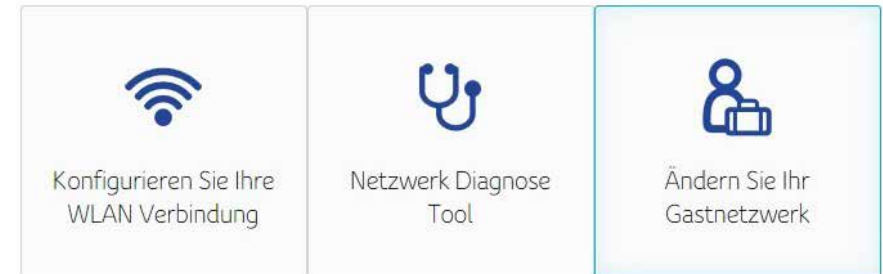 Konfigurieren Sie Ihre
WLAN Verbindung
Netzwerk Diagnose
Tool
Ändern Sie Ihr
Gastnetzwerk